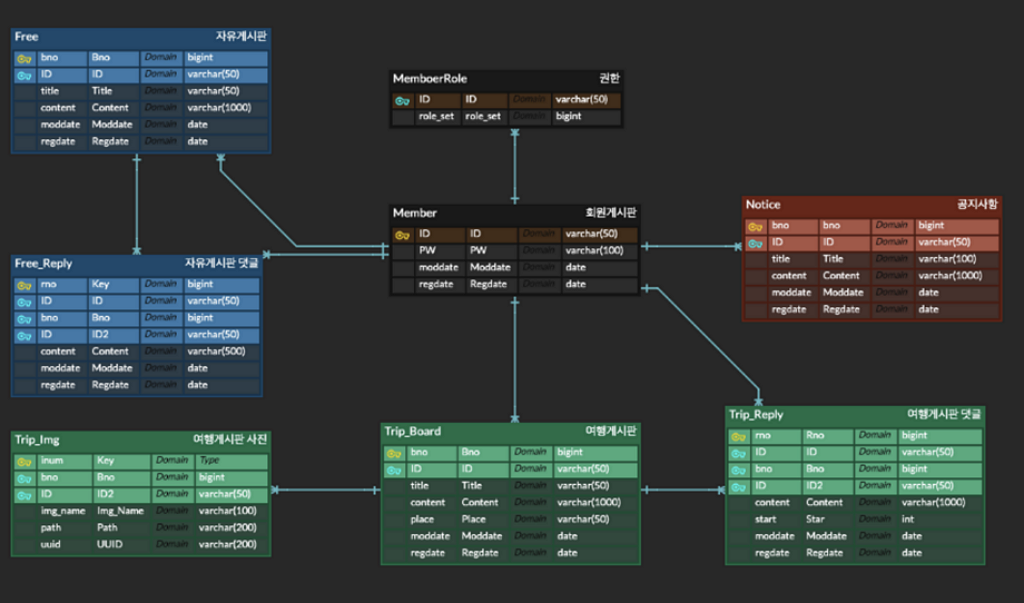 Free 자유게시판
bno Bno Domain bigint
ID ID Domain varchar(50)
title Title Domain varchar(50)
content Content Domain varchar(1000)
moddate Moddate Domain date
regdate Regdate Domain date
MemboerRole 권한
ID ID Domain varchar(50)
role_set role_set Domain bigint
Member 회원게시판
ID ID Domain varchar(50)
PW PW Domain varchar(100)
moddate Moddate Domain date
regdate Regdate Domain date
Notice 공지사항
bno bno Domain bigint
ID ID Domain varchar(50)
title Title Domain varchar(100)
content Content Domain varchar(1000)
moddate Moddate Domain date
regdate Regdate Domain date
Free_Reply 자유게시판 댓글
rno Key Domain bigint
ID ID Domain varchar(50)
bno Bno Domain bigint
ID ID2 Domain varchar(50)
content Content Domain varchar(500)
moddate Moddate Domain date
regdate Regdate Domain date
Trip_Img 여행게시판 사진
inum Key Domain Type
bno Bno Domain bigint
ID ID2 Domain varchar(50)
img_name Img_Name Domain varchar(100)
path Path Domain varchar(200)
uuid UUID Domain varchar(200)
Trip_Board 여행게시판
bno Bno Domain bigint
ID ID Domain varchar(50)
title Title Domain varchar(50)
content Content Domain varchar(1000)
place Place Domain varchar(50)
moddate Moddate Domain date
regdate Regdate Domain date
Trip_Reply 여행게시판 댓글
rno Rno Domain bigint
ID ID Domain varchar(50)
bno Bno Domain bigint
ID ID2 Domain varchar(50)
content Content Domain varchar(1000)
start Star Domain int
moddate Moddate Domain date
regdate Regdate Domain date